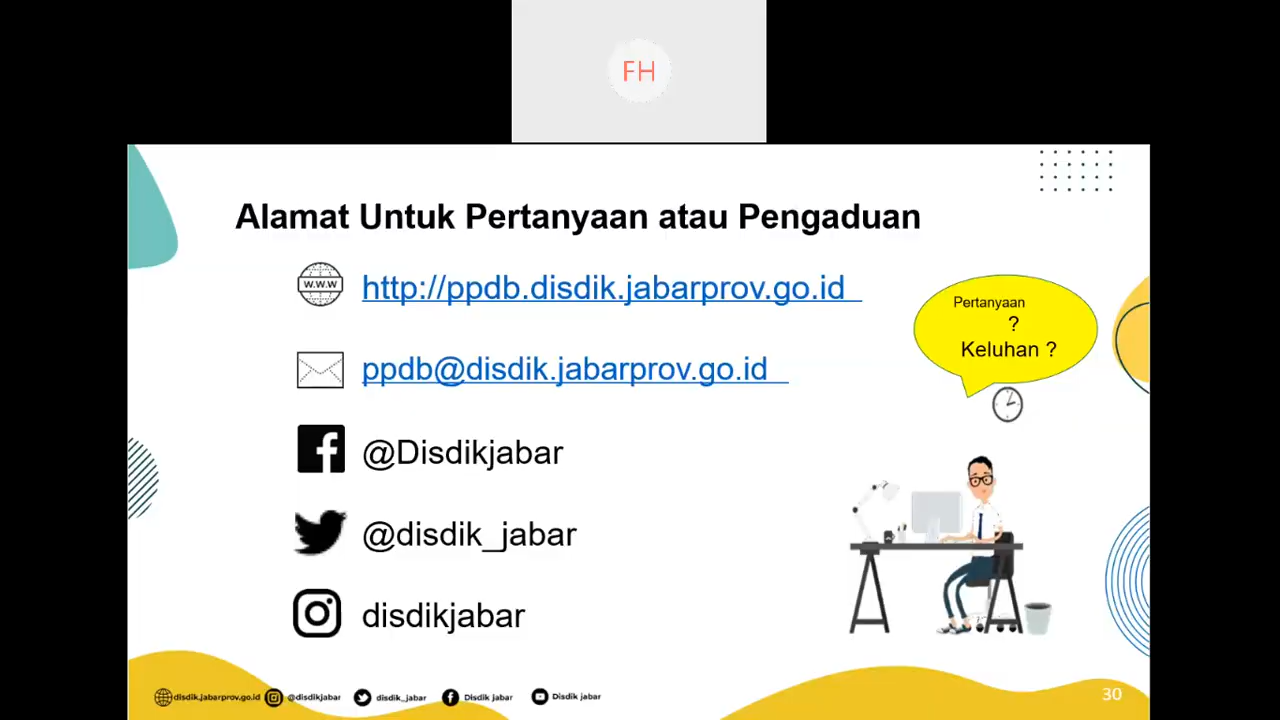 FH
Alamat Untuk Pertanyaan atau Pengaduan
W.W.W
http://ppdb.disdik.jabarprov.go.id
Pertanyaan
?
Keluhan ?
ppdb@disdik.jabarprov.go.id
@Disdikjabar
@disdik_jabar
disdikjabar
disdik.jabarprov.go.id @disdikjabar disdik_jabar Disdik jabar Disdik jabar
30